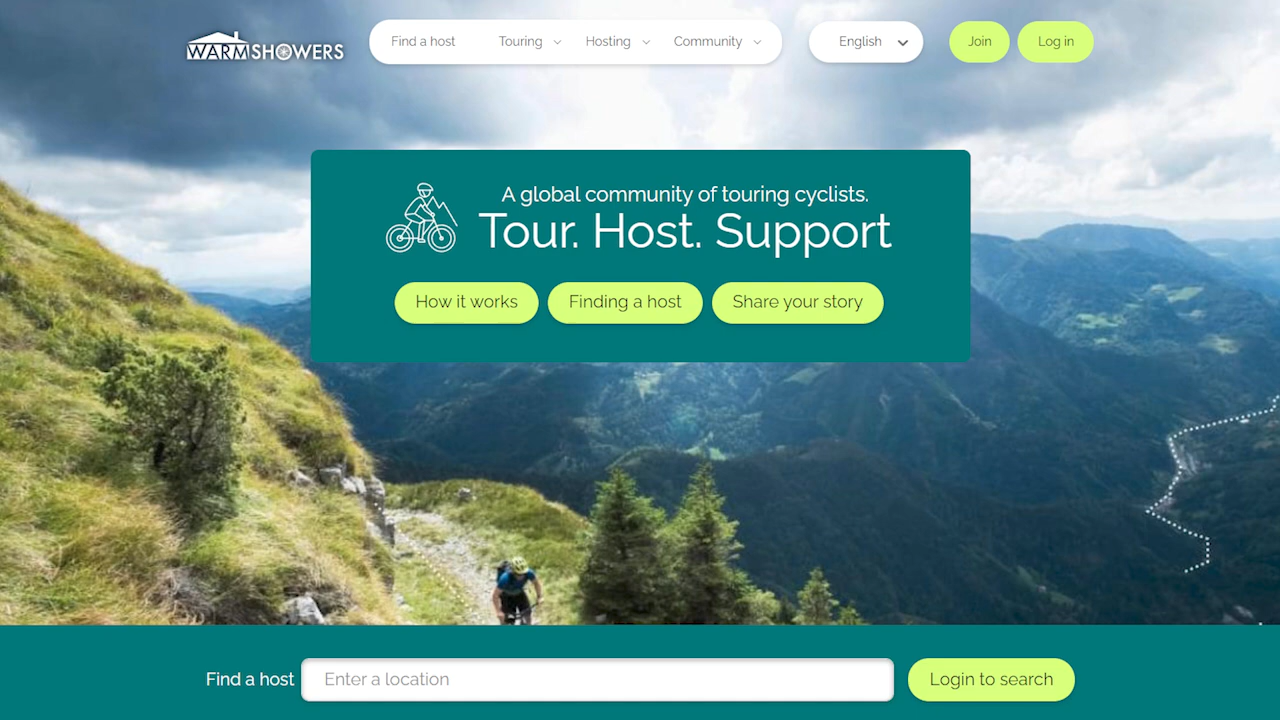 WARMSHOWERS
Find a host
Touring
Hosting
Community
English
Join
Log in
A global community of touring cyclists.
Tour. Host. Support
How it works
Finding a host
Share your story
Find a host
Enter a location
Login to search